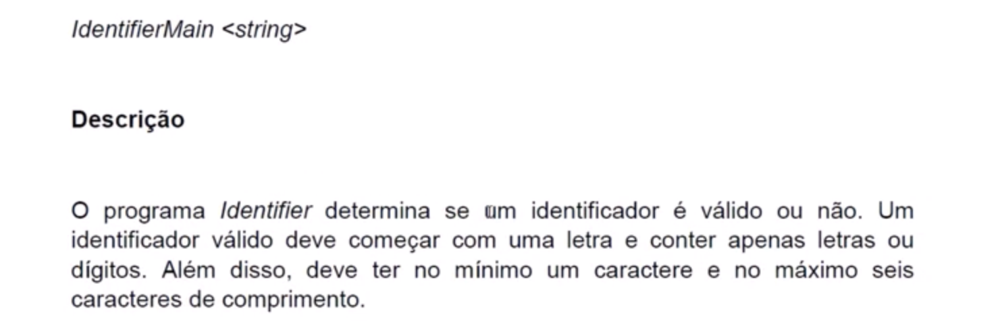 IdentifierMain <string>
Descrição
O programa Identifier determina se um identificador é válido ou não. Um
identificador válido deve começar com uma letra e conter apenas letras ou
dígitos. Além disso, deve ter no mínimo um caractere e no máximo seis
caracteres de comprimento.